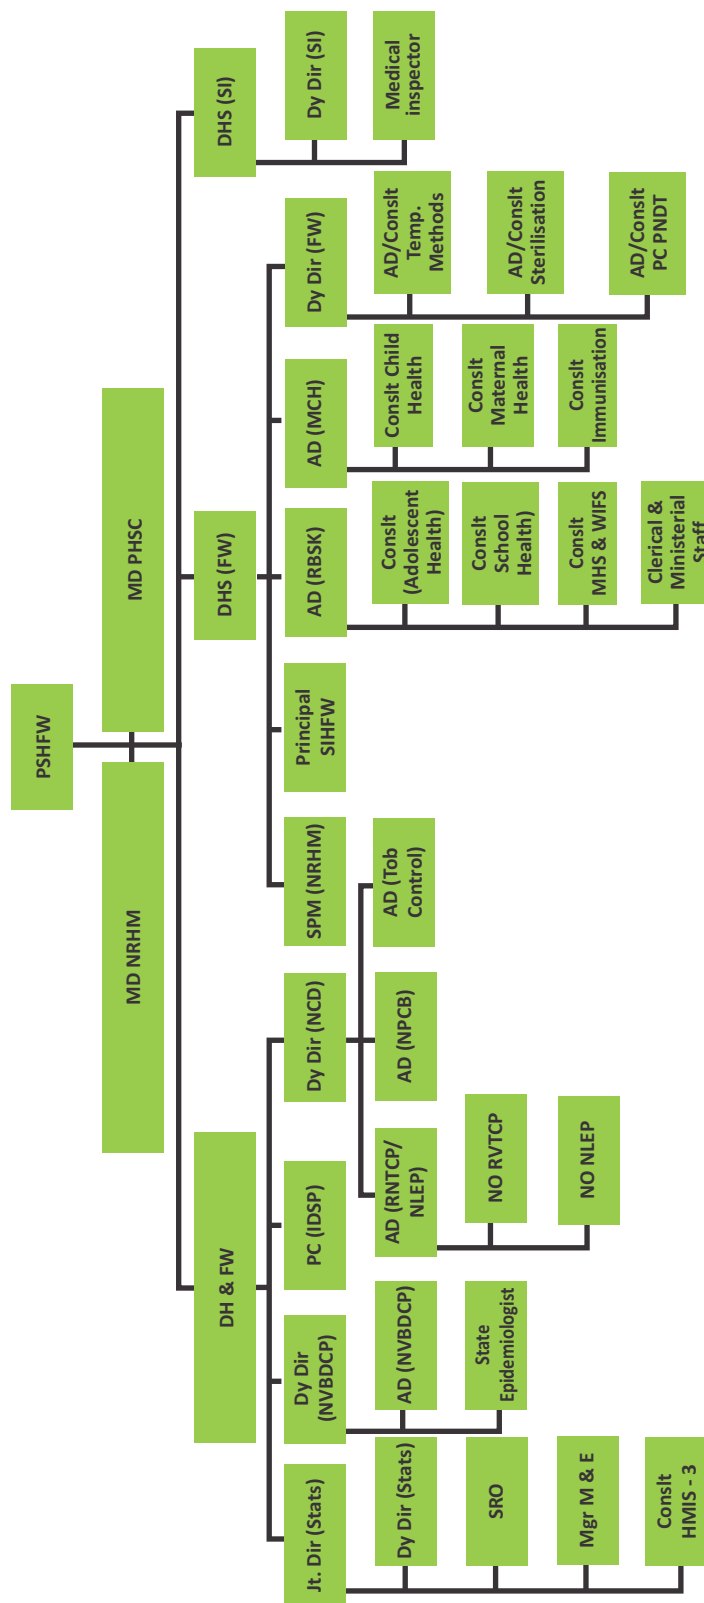 PSHFW
MD NRHM
MD PHSC
DH & FW
DHS (FW)
DHS (SI)
Jt. Dir (Stats)
Dy Dir
(NVBDCP)
PC (IDSP)
Dy Dir (NCD)
SPM (NRHM)
Principal
SIHFW
AD (RBSK)
AD (MCH)
Dy Dir (FW)
Dy Dir (SI)
Medical
inspector
Dy Dir (Stats)
SRO
Mgr M & E
Conslt
HMIS - 3
AD (NVBDCP)
State
Epidemiologist
AD (RNTCP/
NLEP)
AD (NPCB)
AD (Tob
Control)
NO RVTCP
NO NLEP
Conslt
(Adolescent
Health)
Conslt
School
Health)
Conslt
MHS & WIFS
Clerical &
Ministerial
Staff
Conslt Child
Health
Conslt
Maternal
Health
Conslt
Immunisation
AD/Conslt
Temp.
Methods
AD/Conslt
Sterilisation
AD/Conslt
PC PNDT